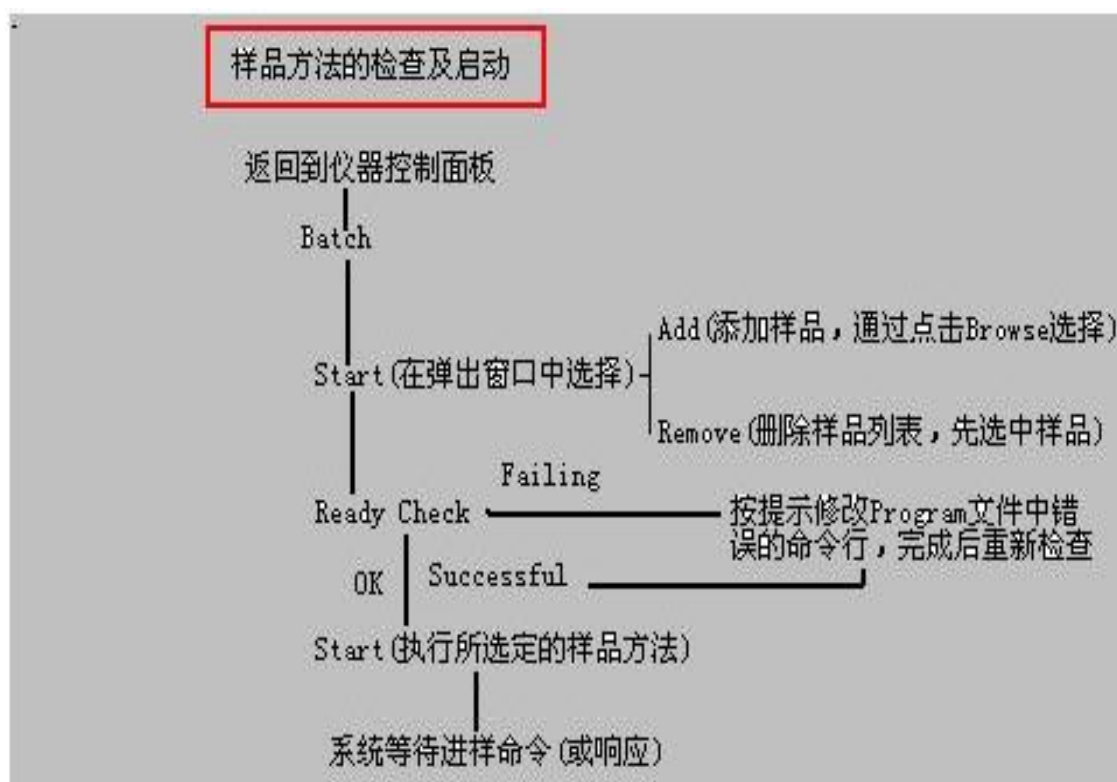 样品方法的检查及启动
返回到仪器控制面板
Batch
Add(添加样品，通过点击Browse选择)
Start(在弹出窗口中选择)
Remove(删除样品列表，先选中样品)
Failing
Ready Check
按提示修改Program文件中错
误的命令行，完成后重新检查
OK
Successful
Start(执行所选定的样品方法)
系统等待进样命令(或响应)